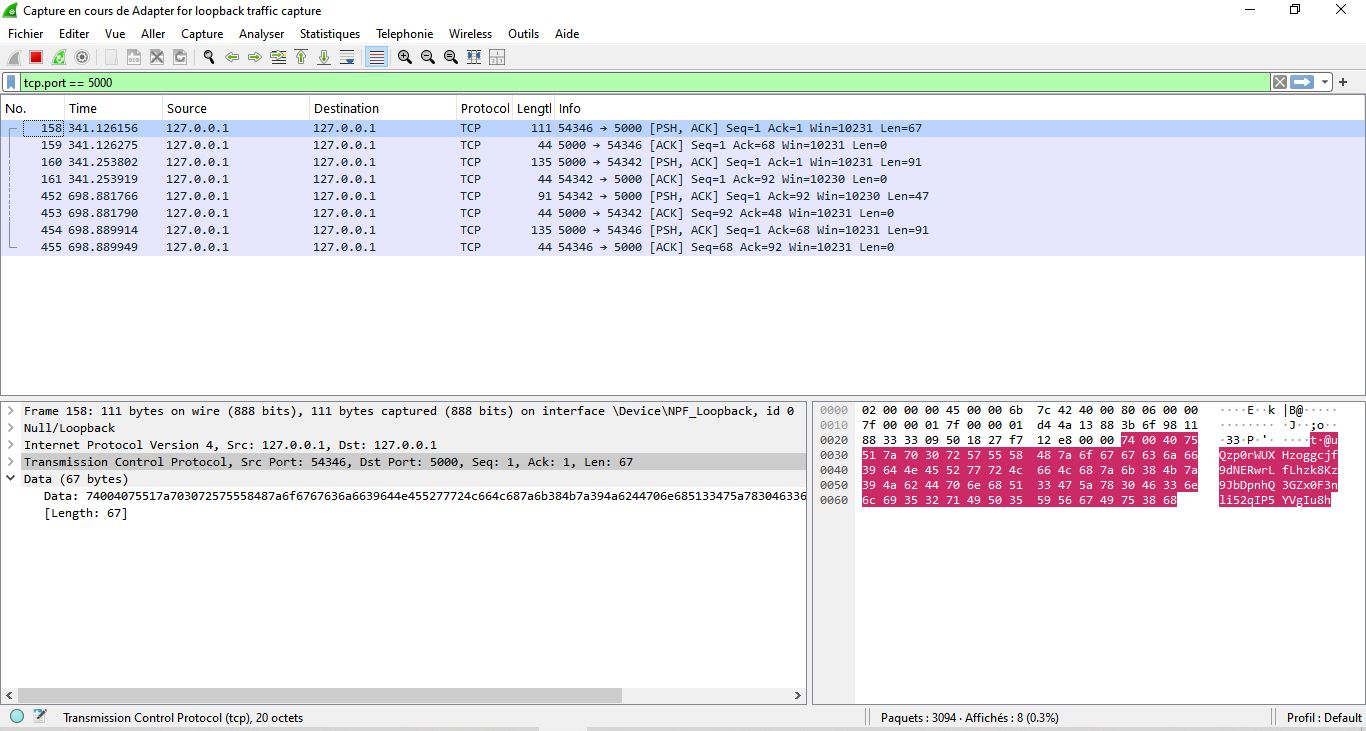 Capture en cours de Adapter for loopback traffic capture
Fichier Editer Vue Aller Capture Analyser Statistiques Telephonie Wireless Outils Aide
tcp.port == 5000
No. Time Source Destination Protocol Lengtl Info
158 341.126156 127.0.0.1 127.0.0.1 TCP 111 54346 → 5000 [PSH, ACK] Seq=1 Ack=1 Win=10231 Len=67
159 341.126275 127.0.0.1 127.0.0.1 TCP 44 5000 → 54346 [ACK] Seq=1 Ack=68 Win=10231 Len=0
160 341.253802 127.0.0.1 127.0.0.1 TCP 135 5000 → 54342 [PSH, ACK] Seq=1 Ack=1 Win=10231 Len=91
161 341.253919 127.0.0.1 127.0.0.1 TCP 44 54342 → 5000 [ACK] Seq=1 Ack=92 Win=10230 Len=0
452 698.881766 127.0.0.1 127.0.0.1 TCP 91 54342 → 5000 [PSH, ACK] Seq=1 Ack=92 Win=10230 Len=47
453 698.881790 127.0.0.1 127.0.0.1 TCP 44 5000 → 54342 [ACK] Seq=92 Ack=48 Win=10231 Len=0
454 698.889914 127.0.0.1 127.0.0.1 TCP 135 5000 → 54346 [PSH, ACK] Seq=1 Ack=68 Win=10231 Len=91
455 698.889949 127.0.0.1 127.0.0.1 TCP 44 54346 → 5000 [ACK] Seq=68 Ack=92 Win=10231 Len=0
Frame 158: 111 bytes on wire (888 bits), 111 bytes captured (888 bits) on interface \Device\NPF_Loopback, id 0
Null/Loopback
Internet Protocol Version 4, Src: 127.0.0.1, Dst: 127.0.0.1
Transmission Control Protocol, Src Port: 54346, Dst Port: 5000, Seq: 1, Ack: 1, Len: 67
Data (67 bytes)
Data: 74004075517a703072575558487a6f6767636a6639644e455277724c664c687a6b384b7a394a6244706e685133475a783046336
[Length: 67]
0000 02 00 00 00 45 00 00 6b 7c 42 40 00 80 06 00 00 ····E··k |B@·····
0010 7f 00 00 01 7f 00 00 01 d4 4a 13 88 3b 6f 98 11 ········ ·J··;o··
0020 88 33 33 09 50 18 27 f7 12 e8 00 00 74 00 40 75 ·33·P·'· ····t·@u
0030 51 7a 70 30 72 57 55 58 48 7a 6f 67 67 63 6a 66 Qzp0rWUX Hzoggcjf
0040 39 64 4e 45 52 77 72 4c 66 4c 68 7a 6b 38 4b 7a 9dNERwrL fLhzk8Kz
0050 39 4a 62 44 70 6e 68 51 33 47 5a 78 30 46 33 6e 9JbDpnhQ 3GZx0F3n
0060 6c 69 35 32 71 49 50 35 59 56 67 49 75 38 68 li52qIP5 YVgIu8h
Transmission Control Protocol (tcp), 20 octets
Paquets : 3094 · Affichés : 8 (0.3%)
Profil : Default